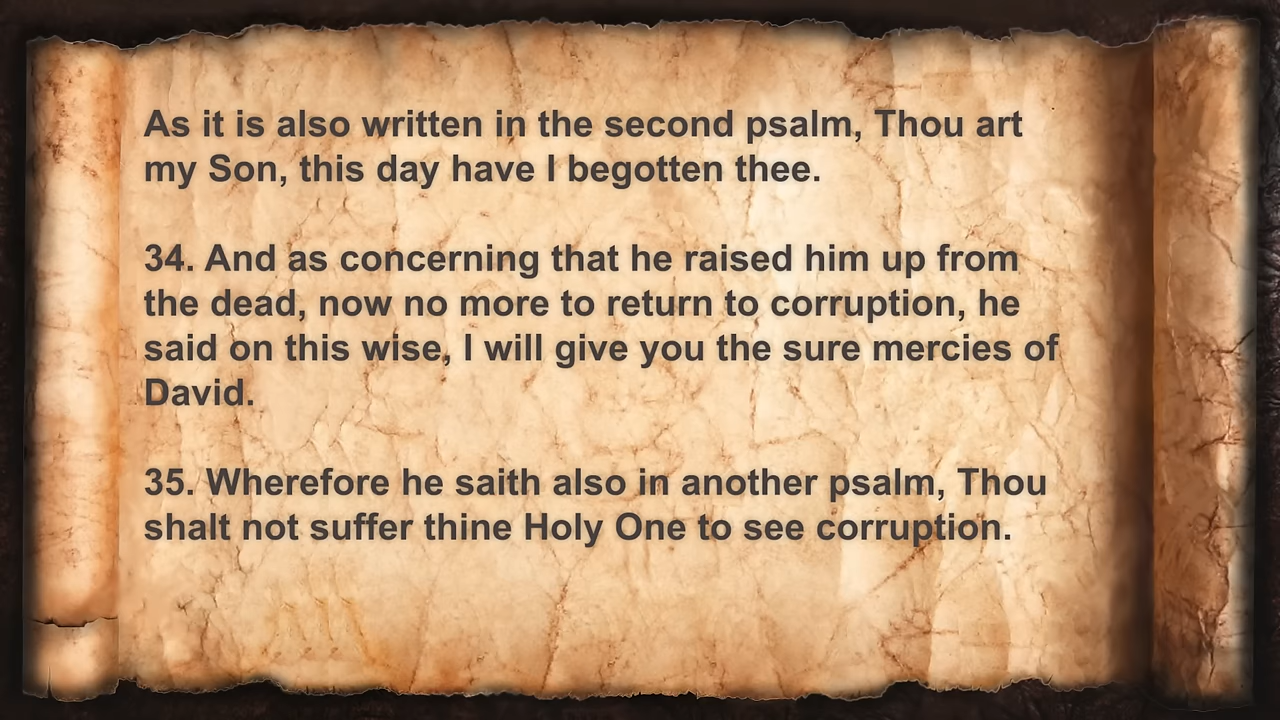 As it is also written in the second psalm, Thou art
my Son, this day have I begotten thee.
34. And as concerning that he raised him up from
the dead, now no more to return to corruption, he
said on this wise, I will give you the sure mercies of
David.
35. Wherefore he saith also in another psalm, Thou
shalt not suffer thine Holy One to see corruption.